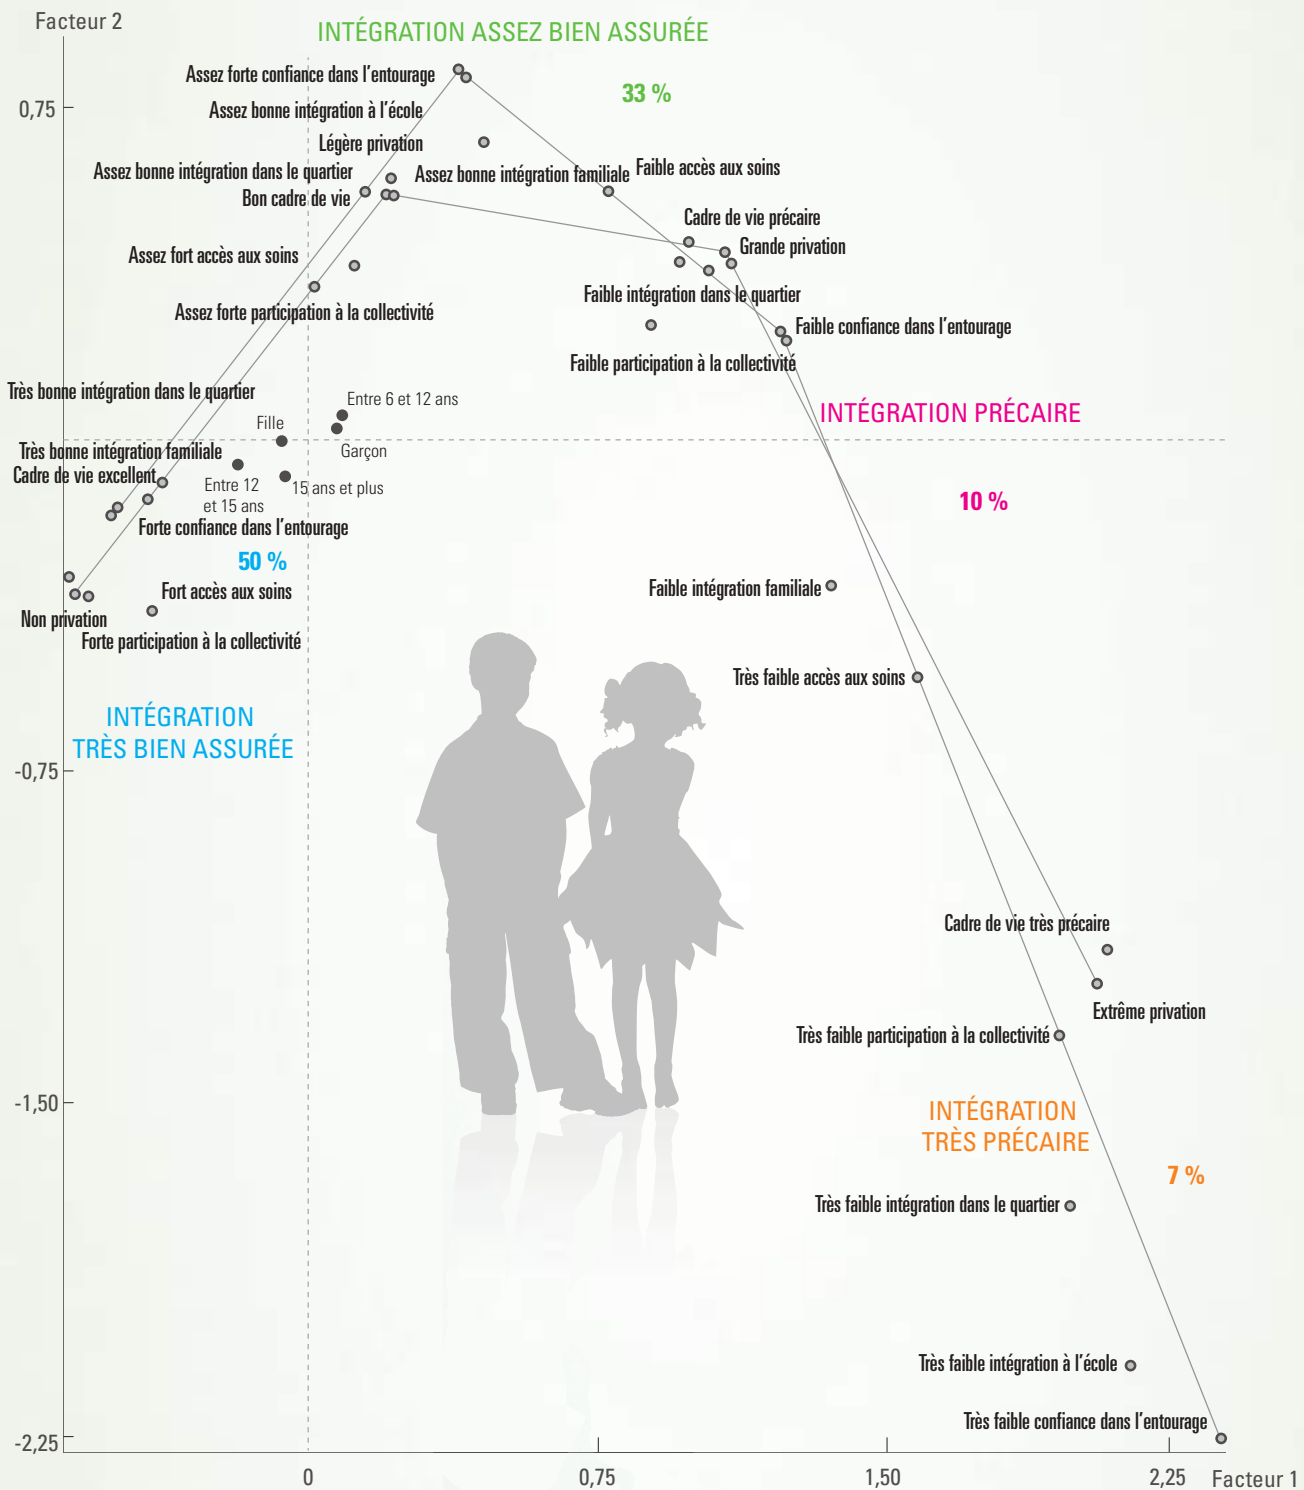 Facteur 2
INTÉGRATION ASSEZ BIEN ASSURÉE
Assez forte confiance dans l'entourage
33 %
0,75
Assez bonne intégration à l'école
Légère privation
Assez bonne intégration dans le quartier
Assez bonne intégration familiale
Faible accès aux soins
Bon cadre de vie
Cadre de vie précaire
Grande privation
Assez fort accès aux soins
Faible intégration dans le quartier
Assez forte participation à la collectivité
Faible confiance dans l'entourage
Faible participation à la collectivité
Très bonne intégration dans le quartier
Entre 6 et 12 ans
INTÉGRATION PRÉCAIRE
Fille
Très bonne intégration familiale
Garçon
Cadre de vie excellent
Entre 12
et 15 ans
15 ans et plus
10 %
Forte confiance dans l'entourage
50 %
Fort accès aux soins
Faible intégration familiale
Non privation
Forte participation à la collectivité
Très faible accès aux soins
INTÉGRATION
TRÈS BIEN ASSURÉE
-0,75
Cadre de vie très précaire
Extrême privation
Très faible participation à la collectivité
-1,50
INTÉGRATION
TRÈS PRÉCAIRE
7 %
Très faible intégration dans le quartier
Très faible intégration à l'école
Très faible confiance dans l'entourage
-2,25
0
0,75
1,50
2,25
Facteur 1